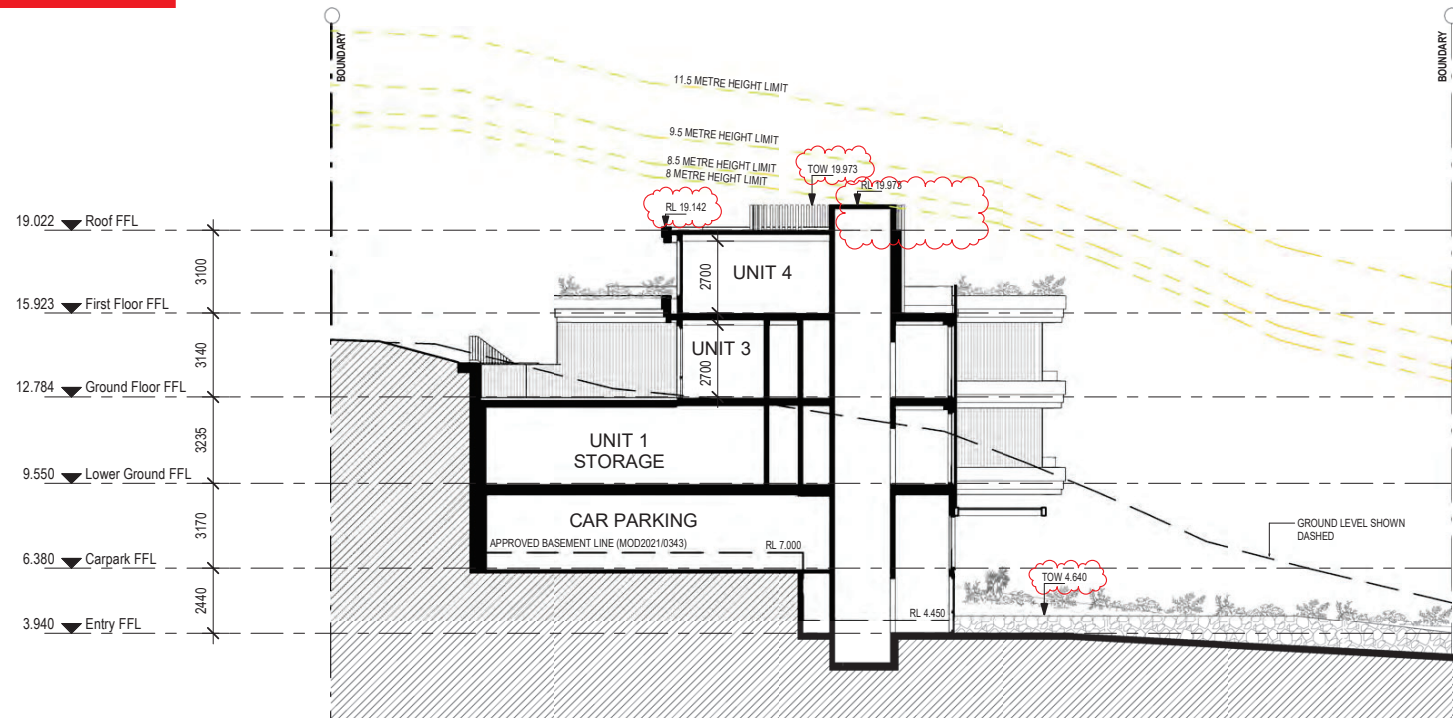 BOUNDARY
BOUNDARY
11.5 METRE HEIGHT LIMIT
9.5 METRE HEIGHT LIMIT
8.5 METRE HEIGHT LIMIT
8 METRE HEIGHT LIMIT
TOW 19.973
RL 19.973
RL 19.142
19.022 Roof FFL
3100
2700
UNIT 4
15.923 First Floor FFL
3140
2700
UNIT 3
12.784 Ground Floor FFL
3235
UNIT 1
STORAGE
9.550 Lower Ground FFL
3170
CAR PARKING
APPROVED BASEMENT LINE (MOD2021/0343)
RL 7.000
GROUND LEVEL SHOWN
DASHED
6.380 Carpark FFL
2440
TOW 4.640
RL 4.450
3.940 Entry FFL